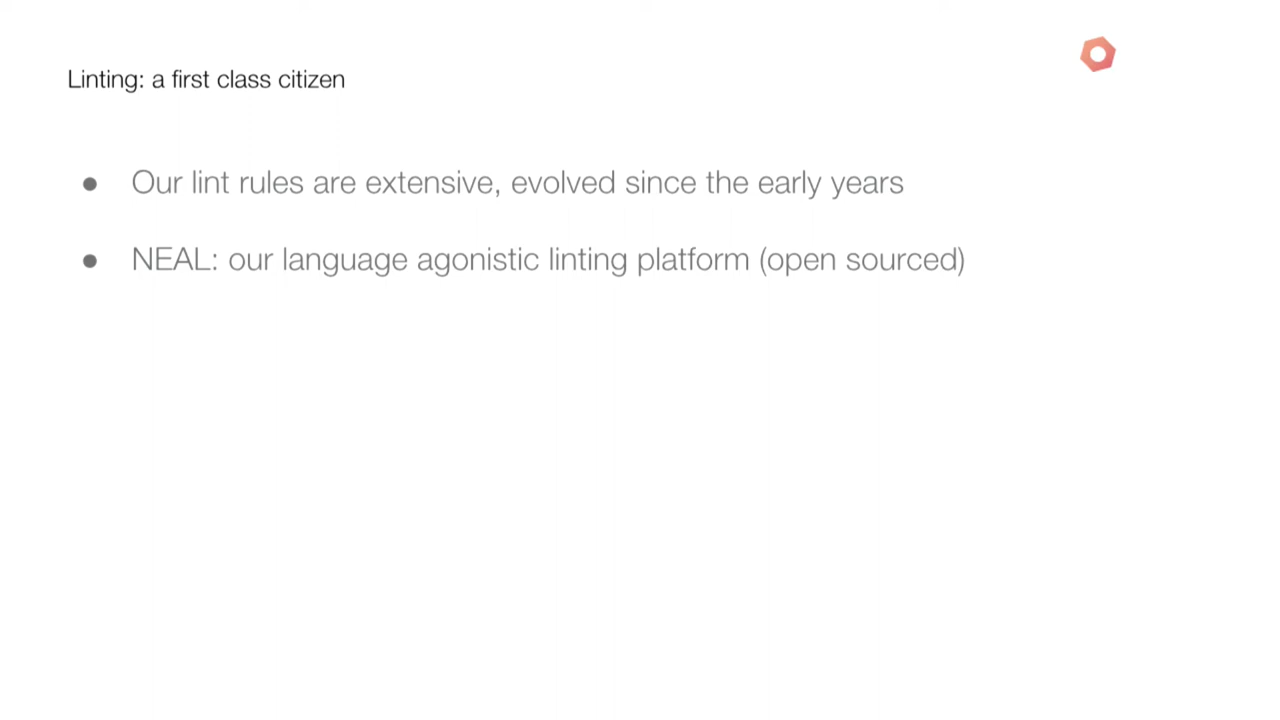 Linting: a first class citizen
● Our lint rules are extensive, evolved since the early years
● NEAL: our language agonistic linting platform (open sourced)